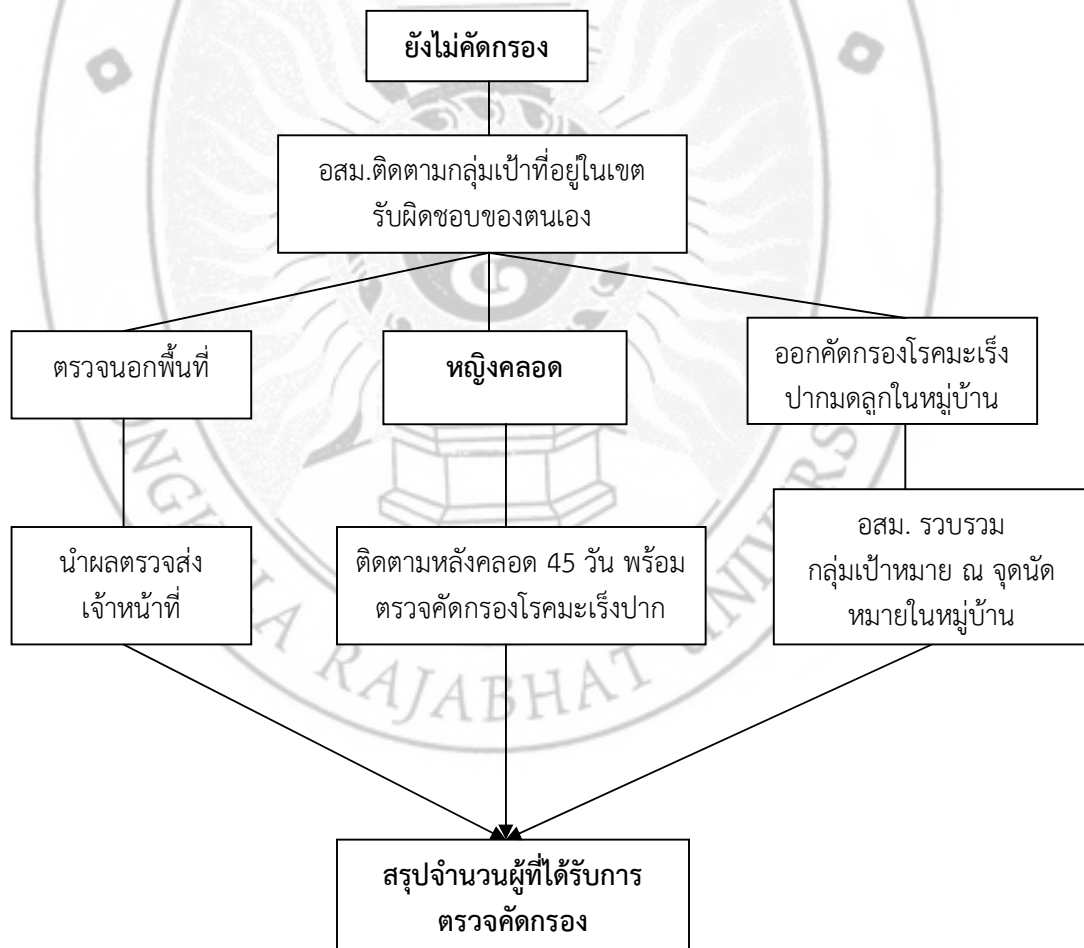 ยังไม่คัดกรอง
อสม.ติดตามกลุ่มเป้าที่อยู่ในเขต
รับผิดชอบของตนเอง
ตรวจนอกพื้นที่
หญิงคลอด
ออกคัดกรองโรคมะเร็ง
ปากมดลูกในหมู่บ้าน
นำผลตรวจส่ง
เจ้าหน้าที่
ติดตามหลังคลอด 45 วัน พร้อม
ตรวจคัดกรองโรคมะเร็งปาก
อสม. รวบรวม
กลุ่มเป้าหมาย ณ จุดนัด
หมายในหมู่บ้าน
สรุปจำนวนผู้ที่ได้รับการ
ตรวจคัดกรอง
RAJABHAT